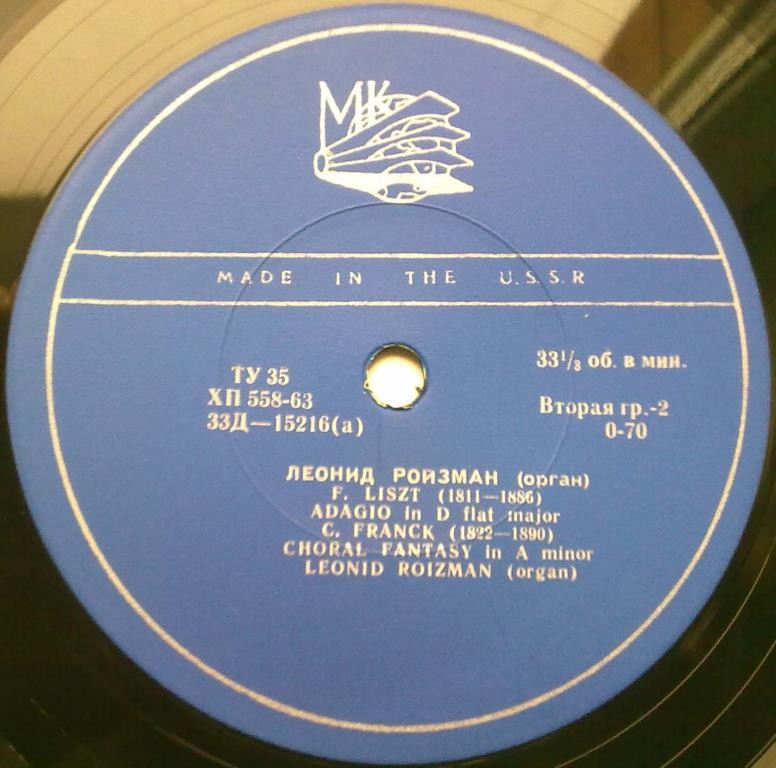 МК
MADE IN THE U.S.S.R
ТУ 35
ХП 558-63
33Д—15216(а)
33⅓ об. в мин.
Вторая гр.-2
0-70
ЛЕОНИД РОЙЗМАН (орган)
F. LISZT (1811—1886)
ADAGIO in D flat major
C. FRANCK (1822—1890)
CHORAL FANTASY in A minor
LEONID ROIZMAN (organ)